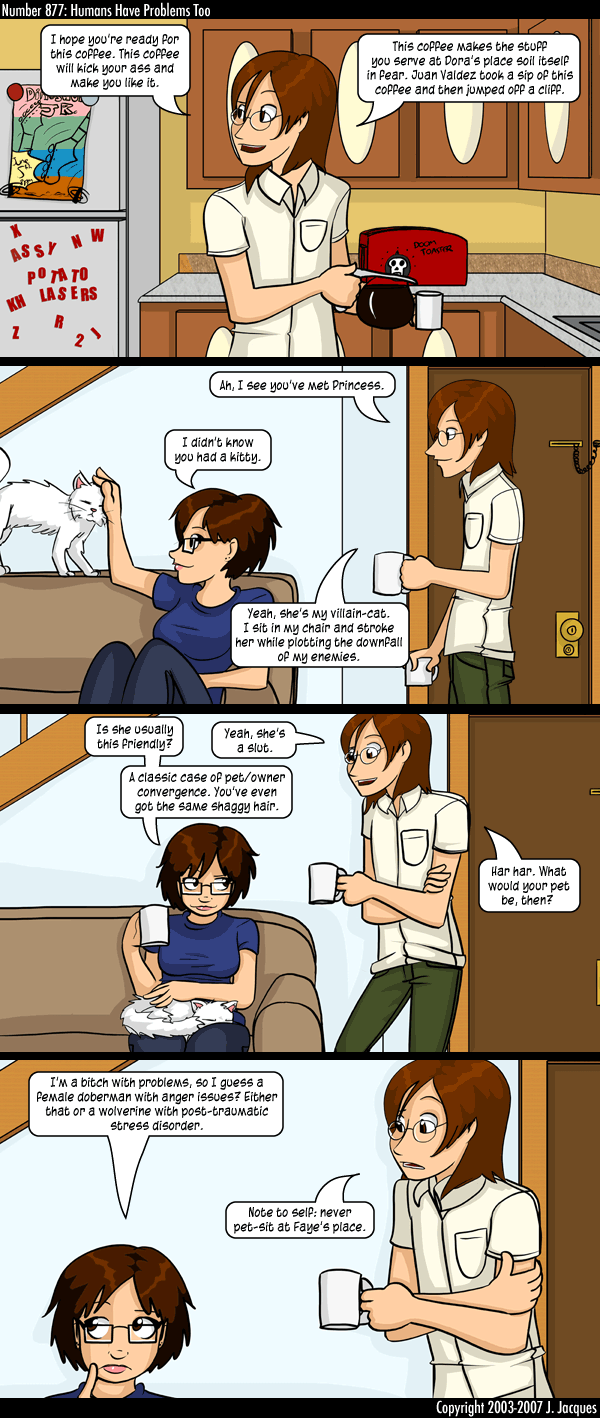 Number 877: Humans Have Problems Too
I hope you're ready for
this coffee. This coffee
will kick your ass and
make you like it.
This coffee makes the stuff
you serve at Dora's place soil itself
in fear. Juan Valdez took a sip of this
coffee and then jumped off a cliff.
JR
X
ASSY N W
POTATO
KH LASERS
Z R 2 J
DOOM
Ah, I see you've met Princess.
I didn't know
you had a kitty.
Yeah, she's my villain-cat.
I sit in my chair and stroke
her while plotting the downfall
of my enemies.
Is she usually
this friendly?
Yeah, she's
a slut.
A classic case of pet/owner
convergence. You've even
got the same shaggy hair.
Har har. What
would your pet
be, then?
I'm a bitch with problems, so I guess a
female doberman with anger issues? Either
that or a wolverine with post-traumatic
stress disorder.
Note to self: never
pet-sit at Faye's place.
Copyright 2003-2007 J. Jacques